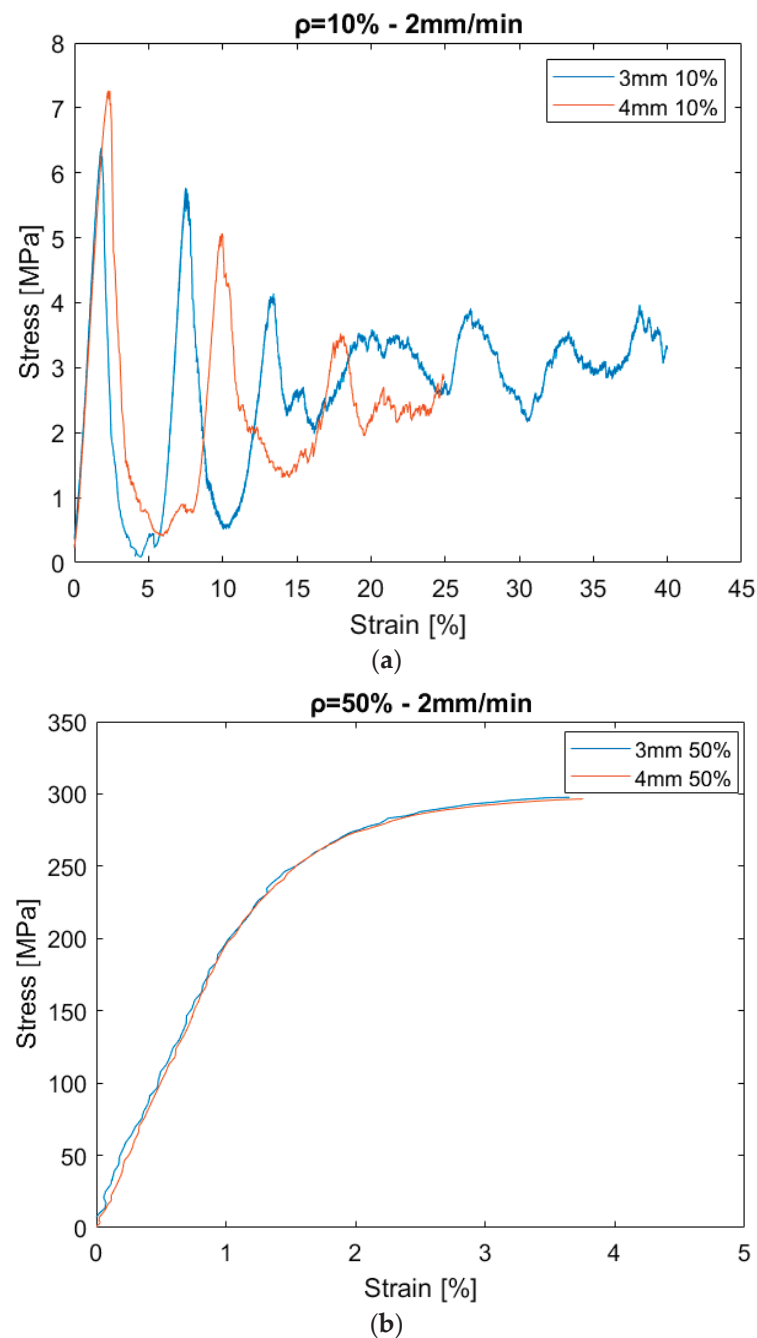 ρ=10% - 2mm/min
8
7
6
5
4
3
2
1
0
Stress [MPa]
3mm 10%
4mm 10%
0 5 10 15 20 25 30 35 40 45
Strain [%]
(a)
ρ=50% - 2mm/min
350
300
250
200
150
100
50
0
Stress [MPa]
3mm 50%
4mm 50%
0 1 2 3 4 5
Strain [%]
(b)